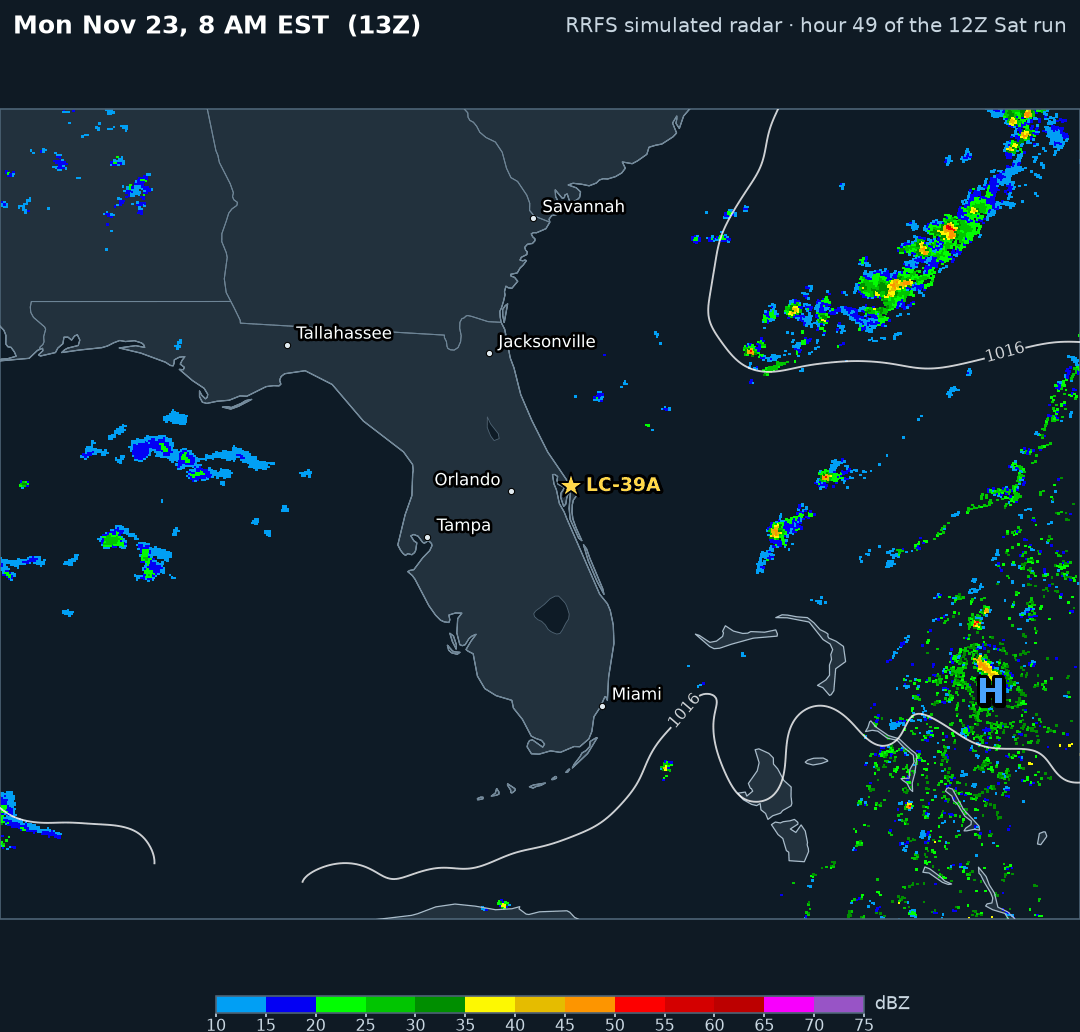 Mon Nov 23, 8 AM EST (13Z)
RRFS simulated radar · hour 49 of the 12Z Sat run
Savannah
Tallahassee
Jacksonville
1016
Orlando
LC-39A
Tampa
Miami
H
1016
dBZ
10 15 20 25 30 35 40 45 50 55 60 65 70 75